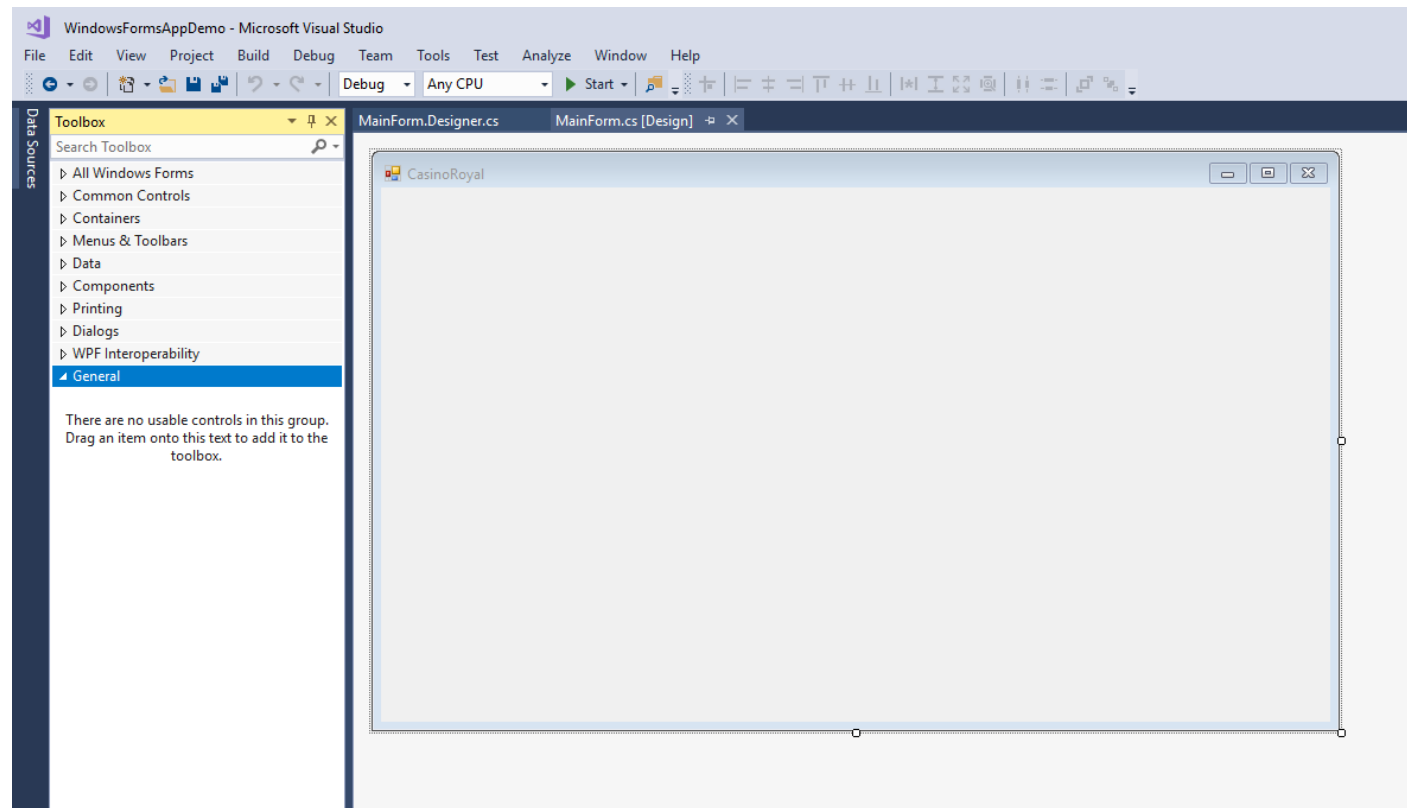 WindowsFormsAppDemo - Microsoft Visual Studio
File Edit View Project Build Debug Team Tools Test Analyze Window Help
Debug Any CPU Start
Data Sources
Toolbox
MainForm.Designer.cs MainForm.cs [Design]
Search Toolbox
All Windows Forms
Common Controls
Containers
Menus & Toolbars
Data
Components
Printing
Dialogs
WPF Interoperability
General
There are no usable controls in this group.
Drag an item onto this text to add it to the
toolbox.
CasinoRoyal